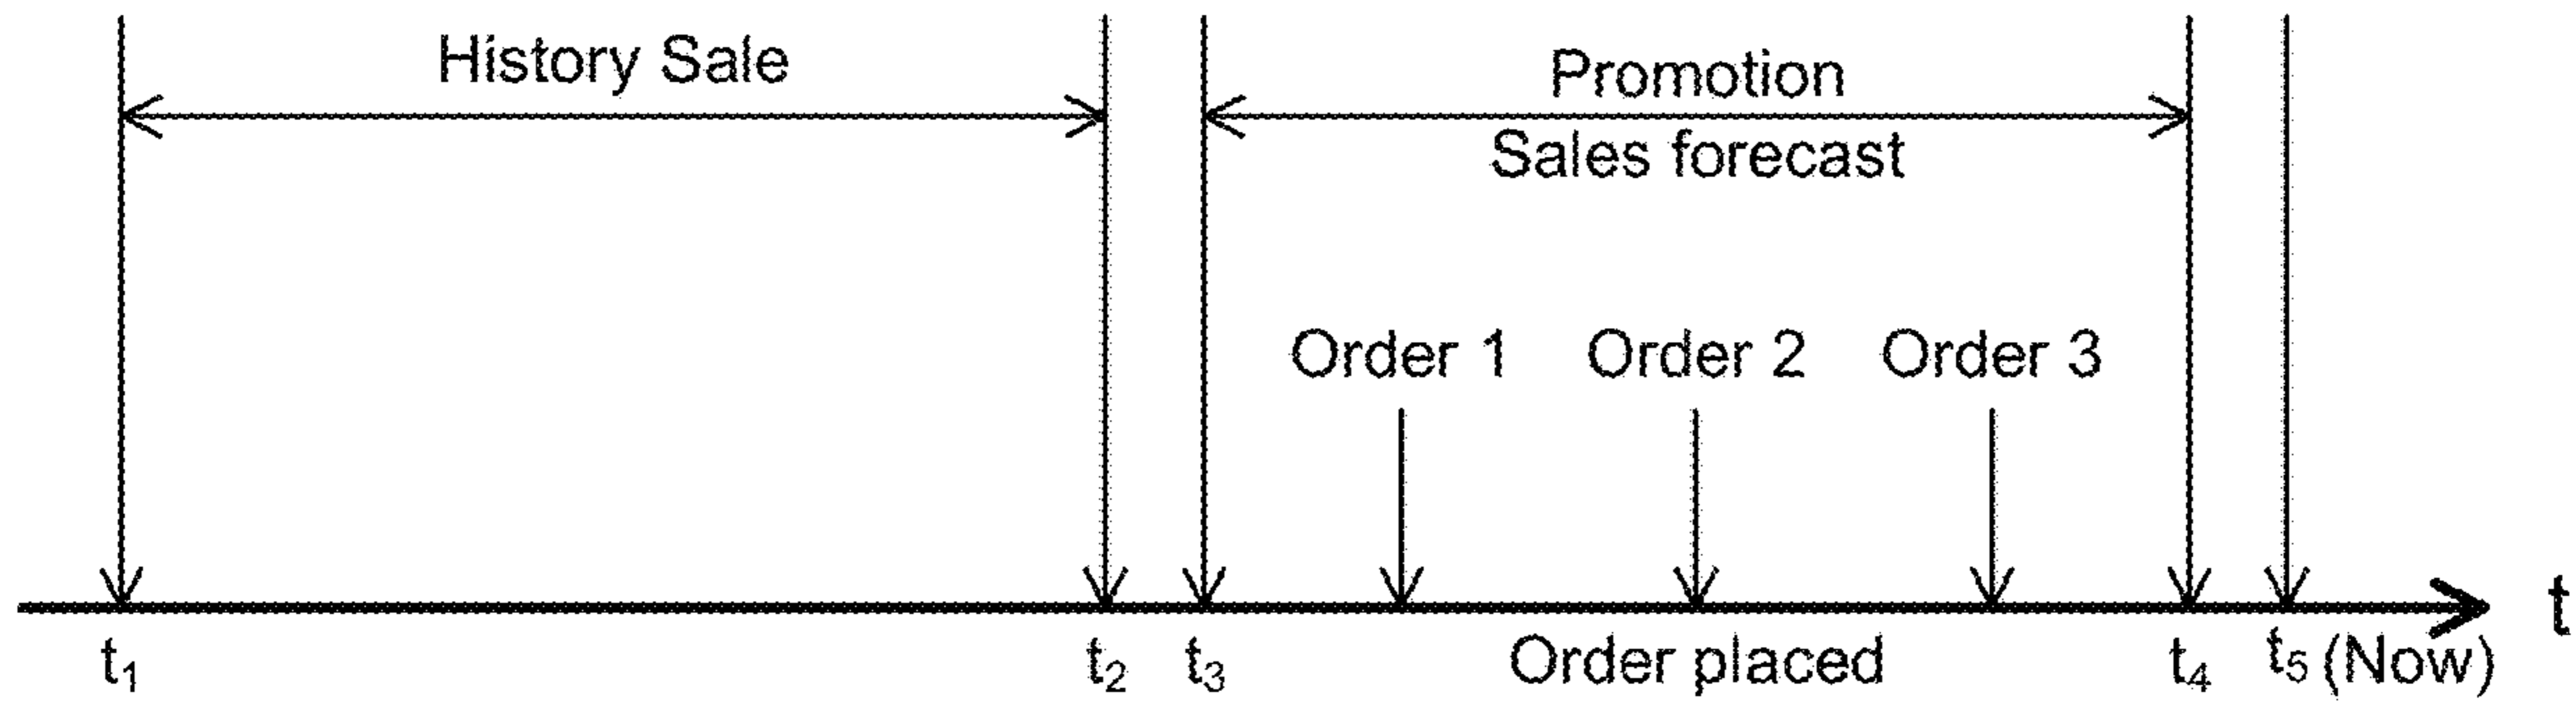 History Sale
Promotion
Sales forecast
Order 1
Order 2
Order 3
t
t1
t2
t3
Order placed
t4
t5 (Now)